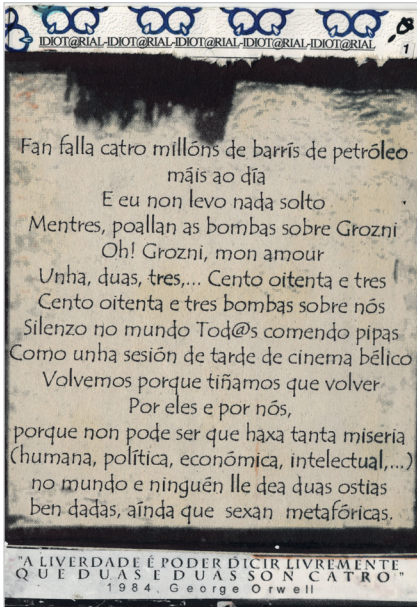 IDIOT@RIAL-IDIOT@RIAL-IDIOT@RIAL-IDIOT@RIAL-IDIOT@RIAL
1
Fan falla catro millóns de barrís de petróleo
máis ao día
E eu non levo nada solto
Mentres, poallan as bombas sobre Grozni
Oh! Grozni, mon amour
Unha, duas, tres,... Cento oitenta e tres
Cento oitenta e tres bombas sobre nós
Silenzo no mundo Tod@s comendo pipas
Como unha sesión de tarde de cinema bélico
Volvemos porque tiñamos que volver
Por eles e por nós,
porque non pode ser que haxa tanta miseria
(humana, política, económica, intelectual,...)
no mundo e ninguén lle dea duas ostias
ben dadas, aínda que sexan metafóricas.
"A LIVERDADE É PODER DICIR LIVREMENTE
QUE DUAS E DUAS SON CATRO"
1984, George Orwell